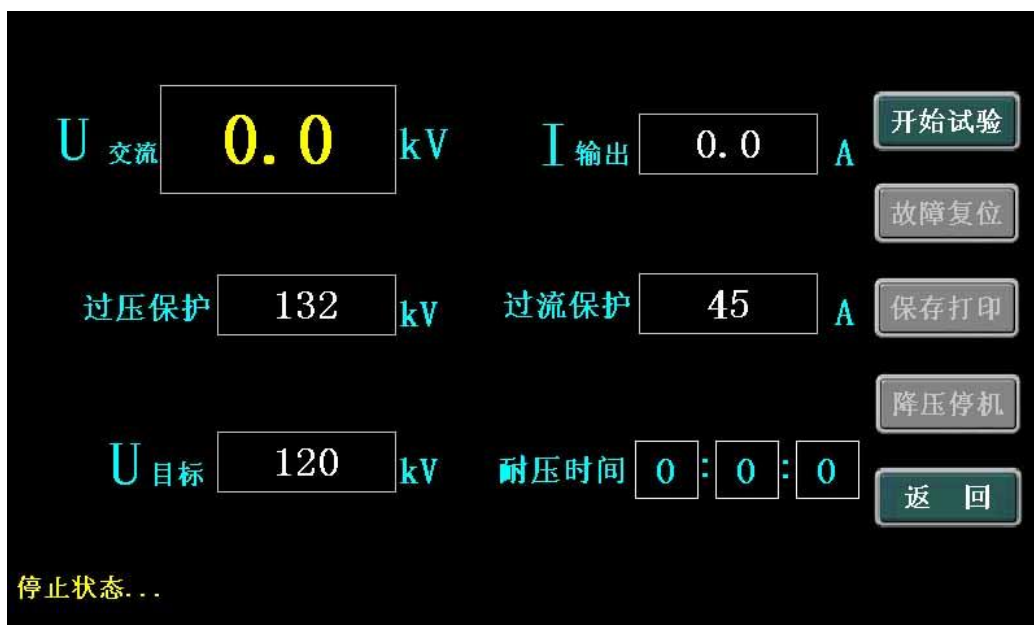 U 交流 0.0 kV I 输出 0.0 A
开始试验
故障复位
过压保护 132 kV 过流保护 45 A
保存打印
降压停机
U 目标 120 kV 耐压时间 0 : 0 : 0
返 回
停止状态...